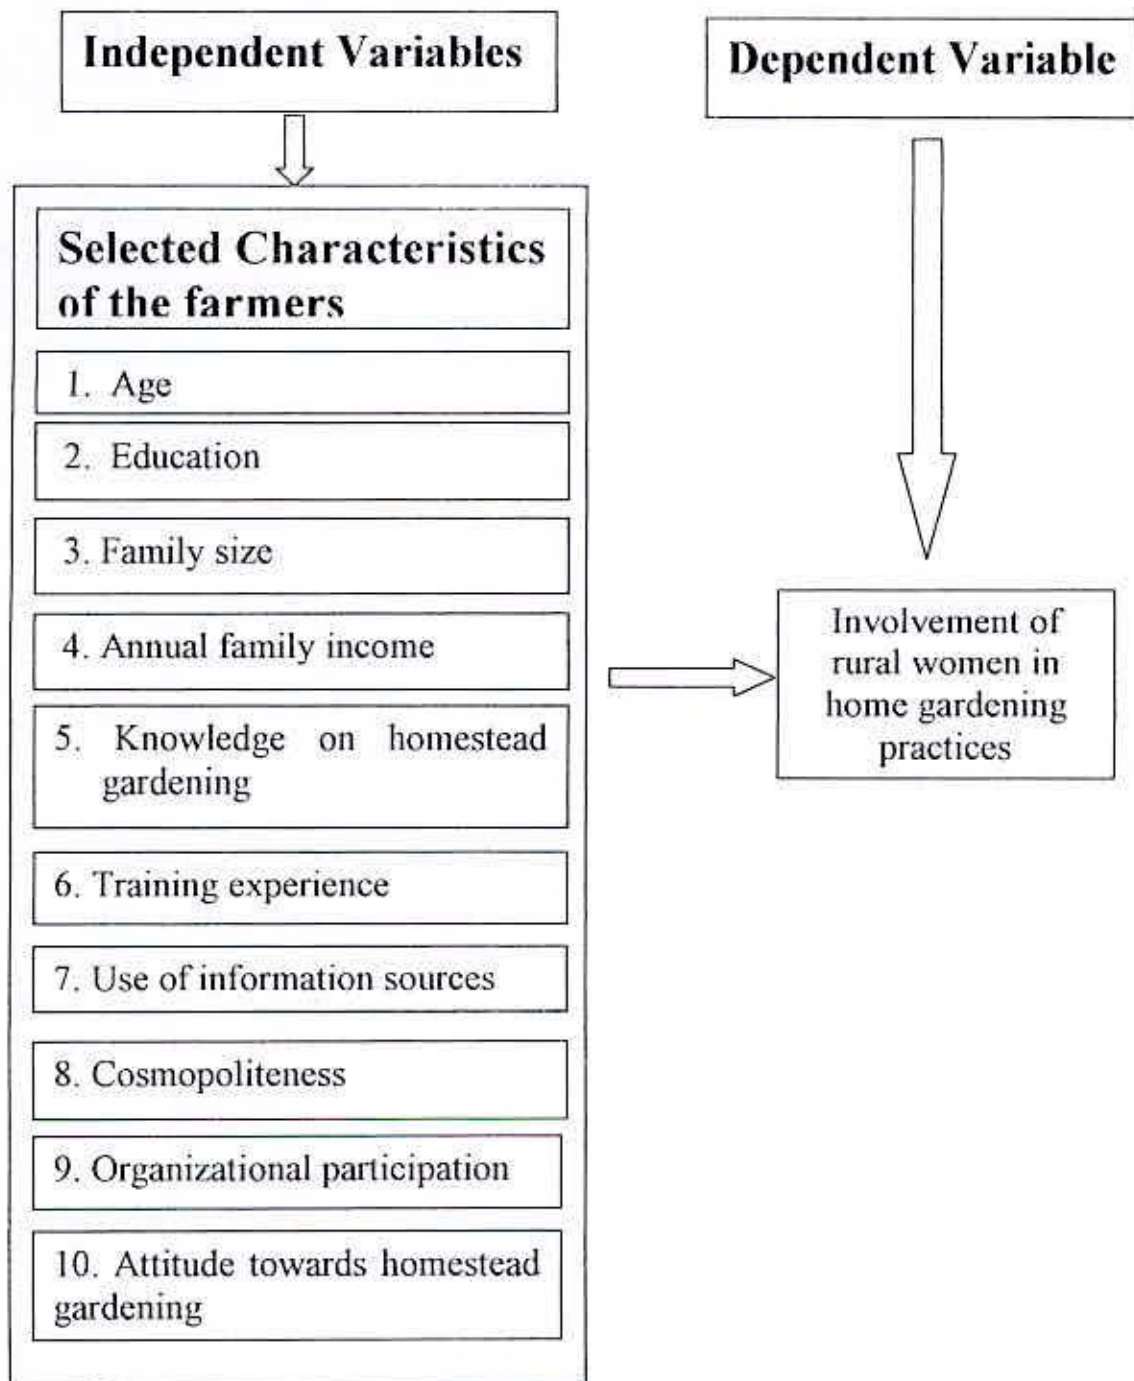 Independent Variables
Dependent Variable
Selected Characteristics
of the farmers
1. Age
2. Education
3. Family size
4. Annual family income
5. Knowledge on homestead
gardening
6. Training experience
7. Use of information sources
8. Cosmopoliteness
9. Organizational participation
10. Attitude towards homestead
gardening
Involvement of
rural women in
home gardening
practices